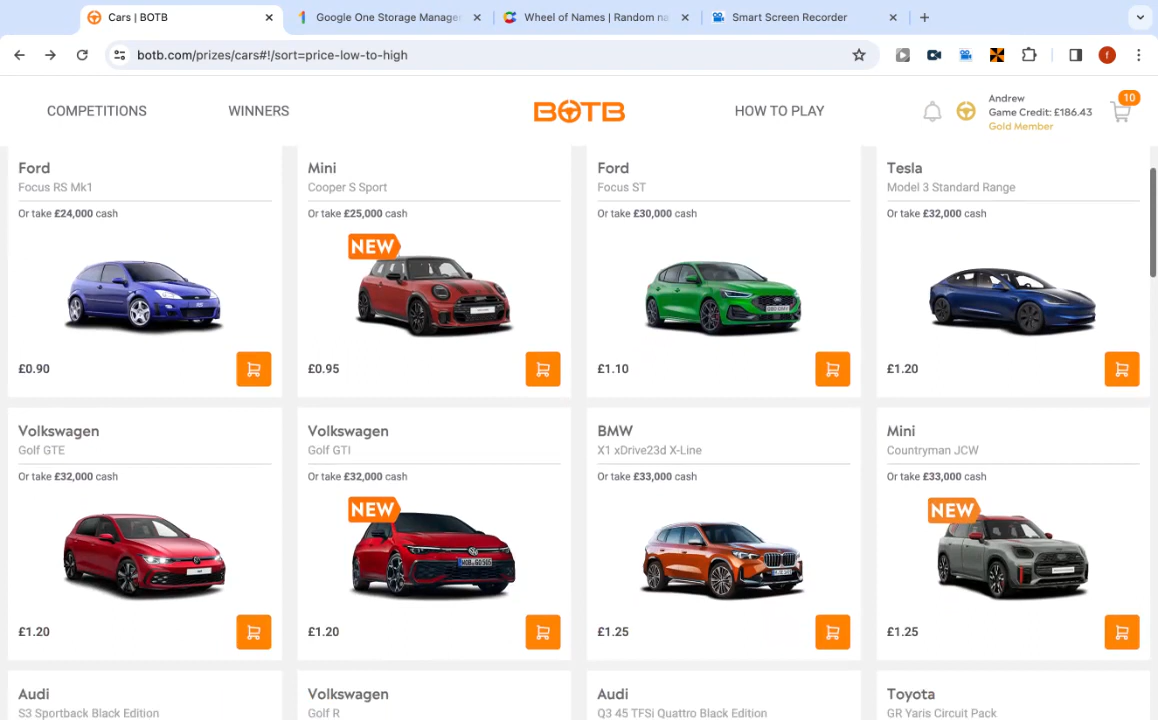 Cars | BOTB
Google One Storage Manager
Wheel of Names | Random na
Smart Screen Recorder
botb.com/prizes/cars#!/sort=price-low-to-high
f
COMPETITIONS
WINNERS
BOTB
HOW TO PLAY
Andrew
Game Credit: £186.43
Gold Member
10
Ford
Focus RS Mk1
Or take £24,000 cash
£0.90
Mini
Cooper S Sport
Or take £25,000 cash
NEW
£0.95
Ford
Focus ST
Or take £30,000 cash
£1.10
Tesla
Model 3 Standard Range
Or take £32,000 cash
£1.20
Volkswagen
Golf GTE
Or take £32,000 cash
£1.20
Volkswagen
Golf GTI
Or take £32,000 cash
NEW
£1.20
BMW
X1 xDrive23d X-Line
Or take £33,000 cash
£1.25
Mini
Countryman JCW
Or take £33,000 cash
NEW
£1.25
Audi
S3 Sportback Black Edition
Volkswagen
Golf R
Audi
Q3 45 TFSi Quattro Black Edition
Toyota
GR Yaris Circuit Pack